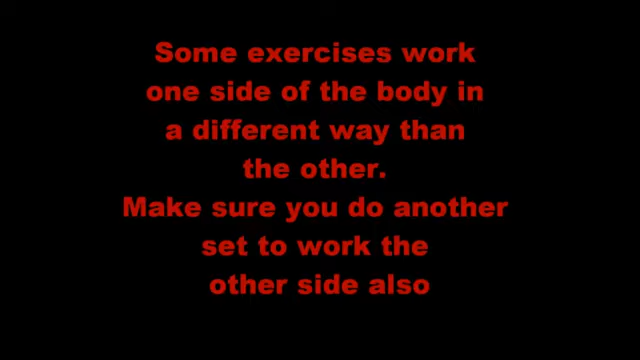 Some exercises work
one side of the body in
a different way than
the other.
Make sure you do another
set to work the
other side also